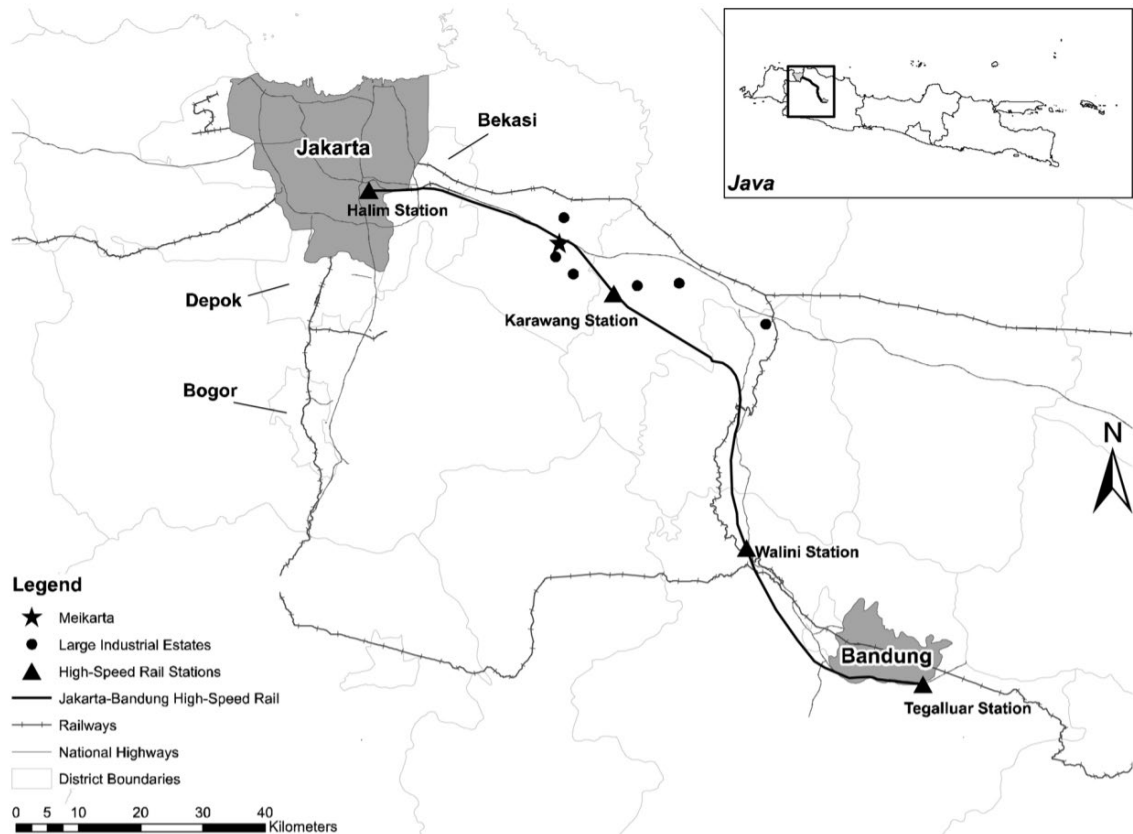 Java
Bekasi
Jakarta
Halim Station
Depok
Karawang Station
Bogor
N
Walini Station
Bandung
Tegalluar Station
Legend
Meikarta
Large Industrial Estates
High-Speed Rail Stations
Jakarta-Bandung High-Speed Rail
Railways
National Highways
District Boundaries
0 5 10 20 30 40
Kilometers